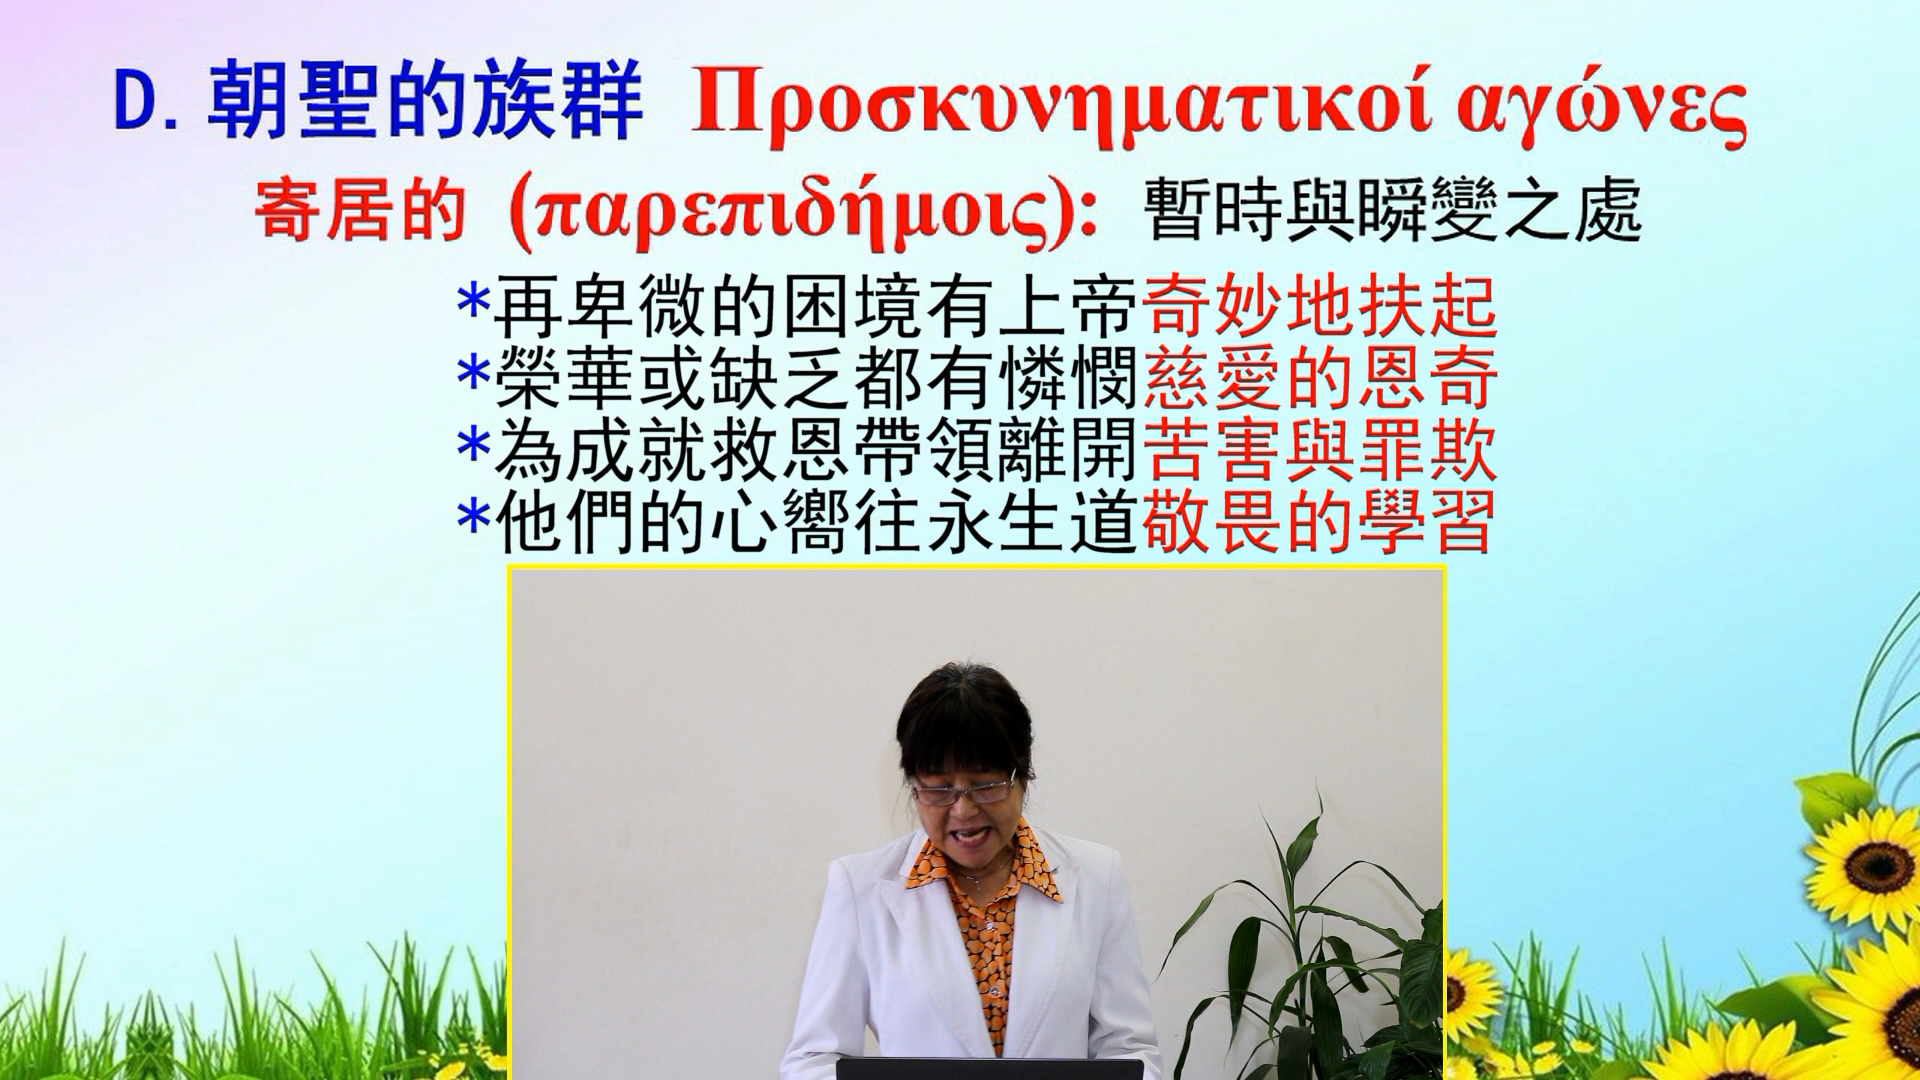 D. 朝聖的族群 Προσκυνηματικοί αγώνες
寄居的 (παρεπιδήμοις): 暫時與瞬變之處
*再卑微的困境有上帝奇妙地扶起
*榮華或缺乏都有憐憫慈愛的恩奇
*為成就救恩帶領離開苦害與罪欺
*他們的心嚮往永生道敬畏的學習